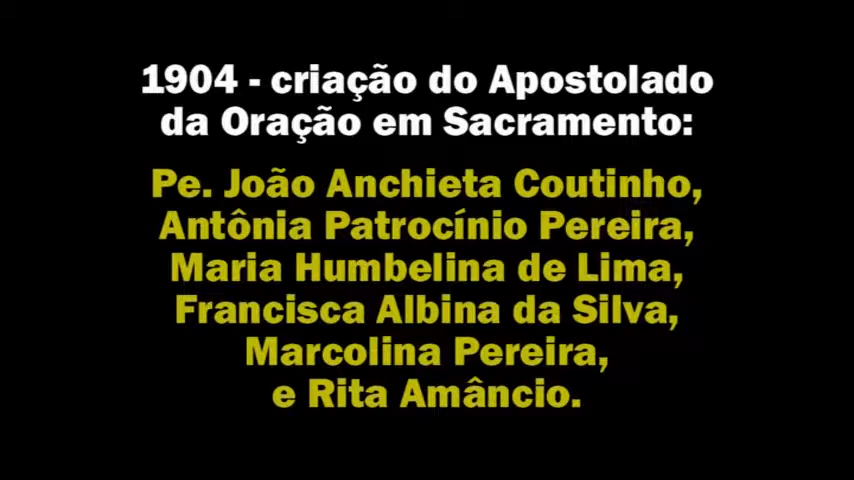 1904 - criação do Apostolado
da Oração em Sacramento:
Pe. João Anchieta Coutinho,
Antônia Patrocínio Pereira,
Maria Humbelina de Lima,
Francisca Albina da Silva,
Marcolina Pereira,
e Rita Amâncio.